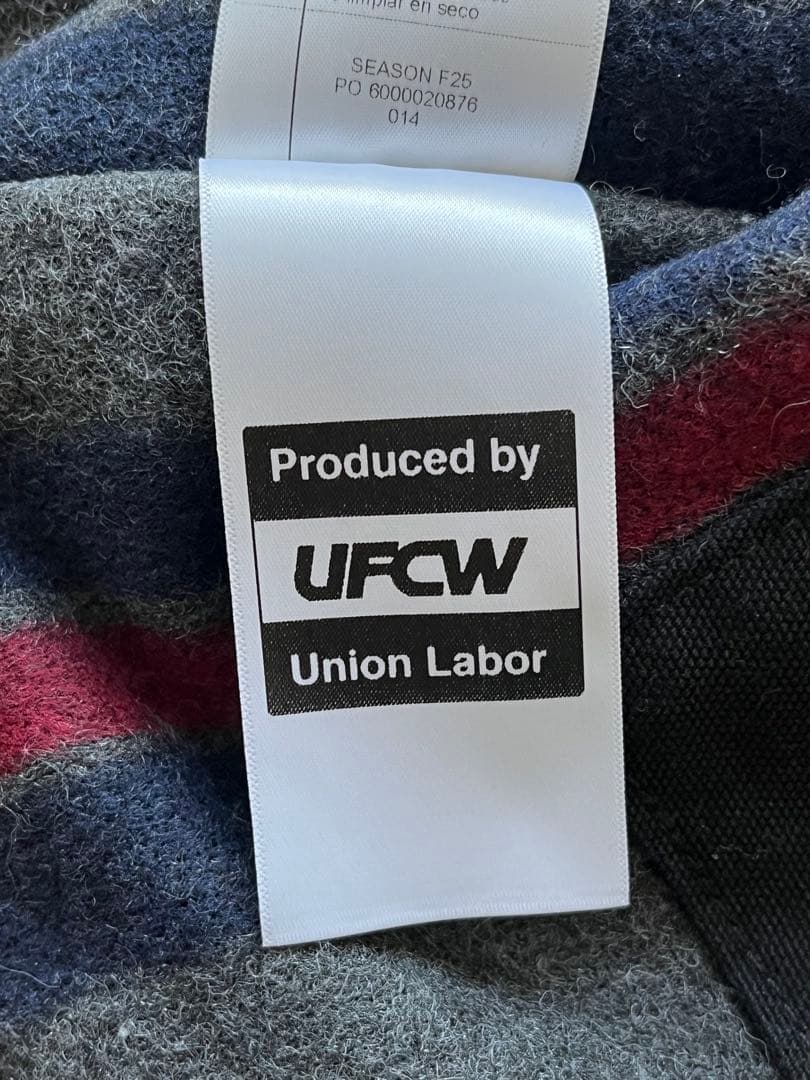 limpiar en seco
SEASON F25
PO 6000020876
014
Produced by
UFCW
Union Labor